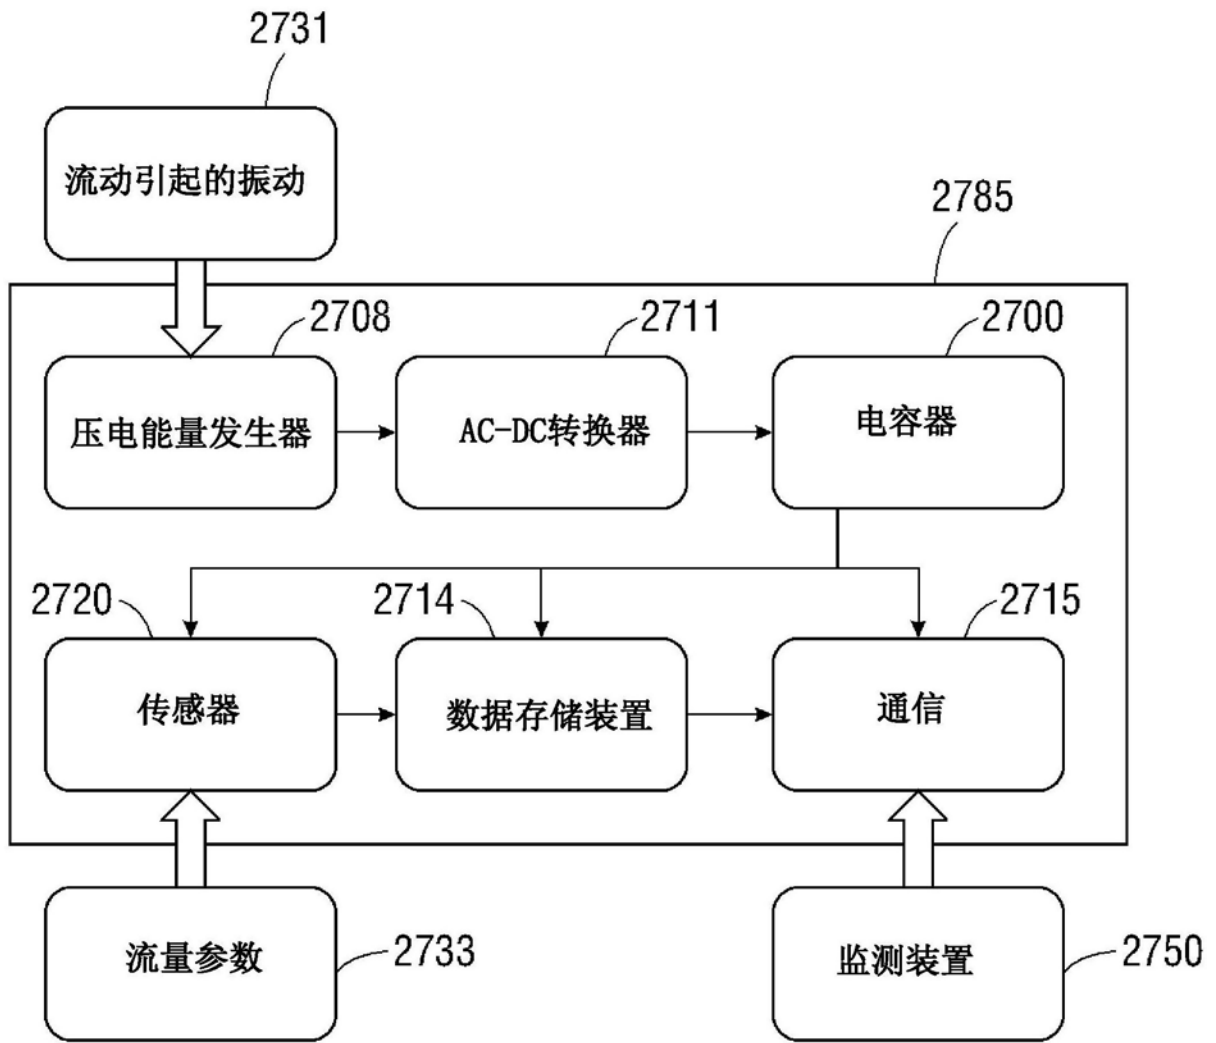 2731
流动引起的振动
2785
2708
2711
2700
压电能量发生器
AC-DC转换器
电容器
2720
2714
2715
传感器
数据存储装置
通信
流量参数
2733
监测装置
2750